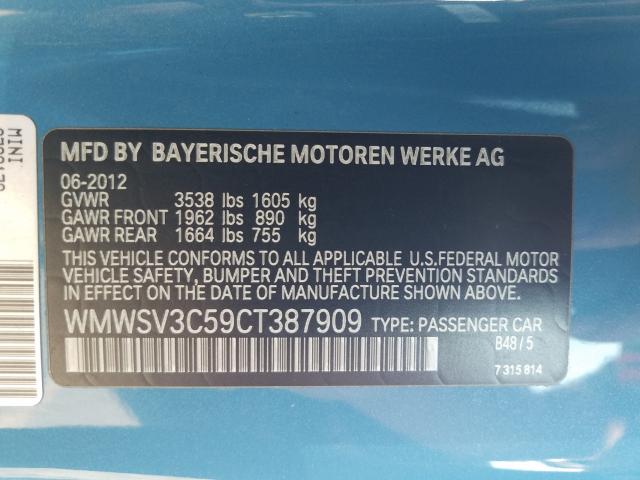 MFD BY BAYERISCHE MOTOREN WERKE AG
06-2012
GVWR 3538 lbs 1605 kg
GAWR FRONT 1962 lbs 890 kg
GAWR REAR 1664 lbs 755 kg
THIS VEHICLE CONFORMS TO ALL APPLICABLE U.S.FEDERAL MOTOR
VEHICLE SAFETY, BUMPER AND THEFT PREVENTION STANDARDS
IN EFFECT ON THE DATE OF MANUFACTURE SHOWN ABOVE.
WMWSV3C59CT387909 TYPE: PASSENGER CAR
B48/5
7 315 814
MINI